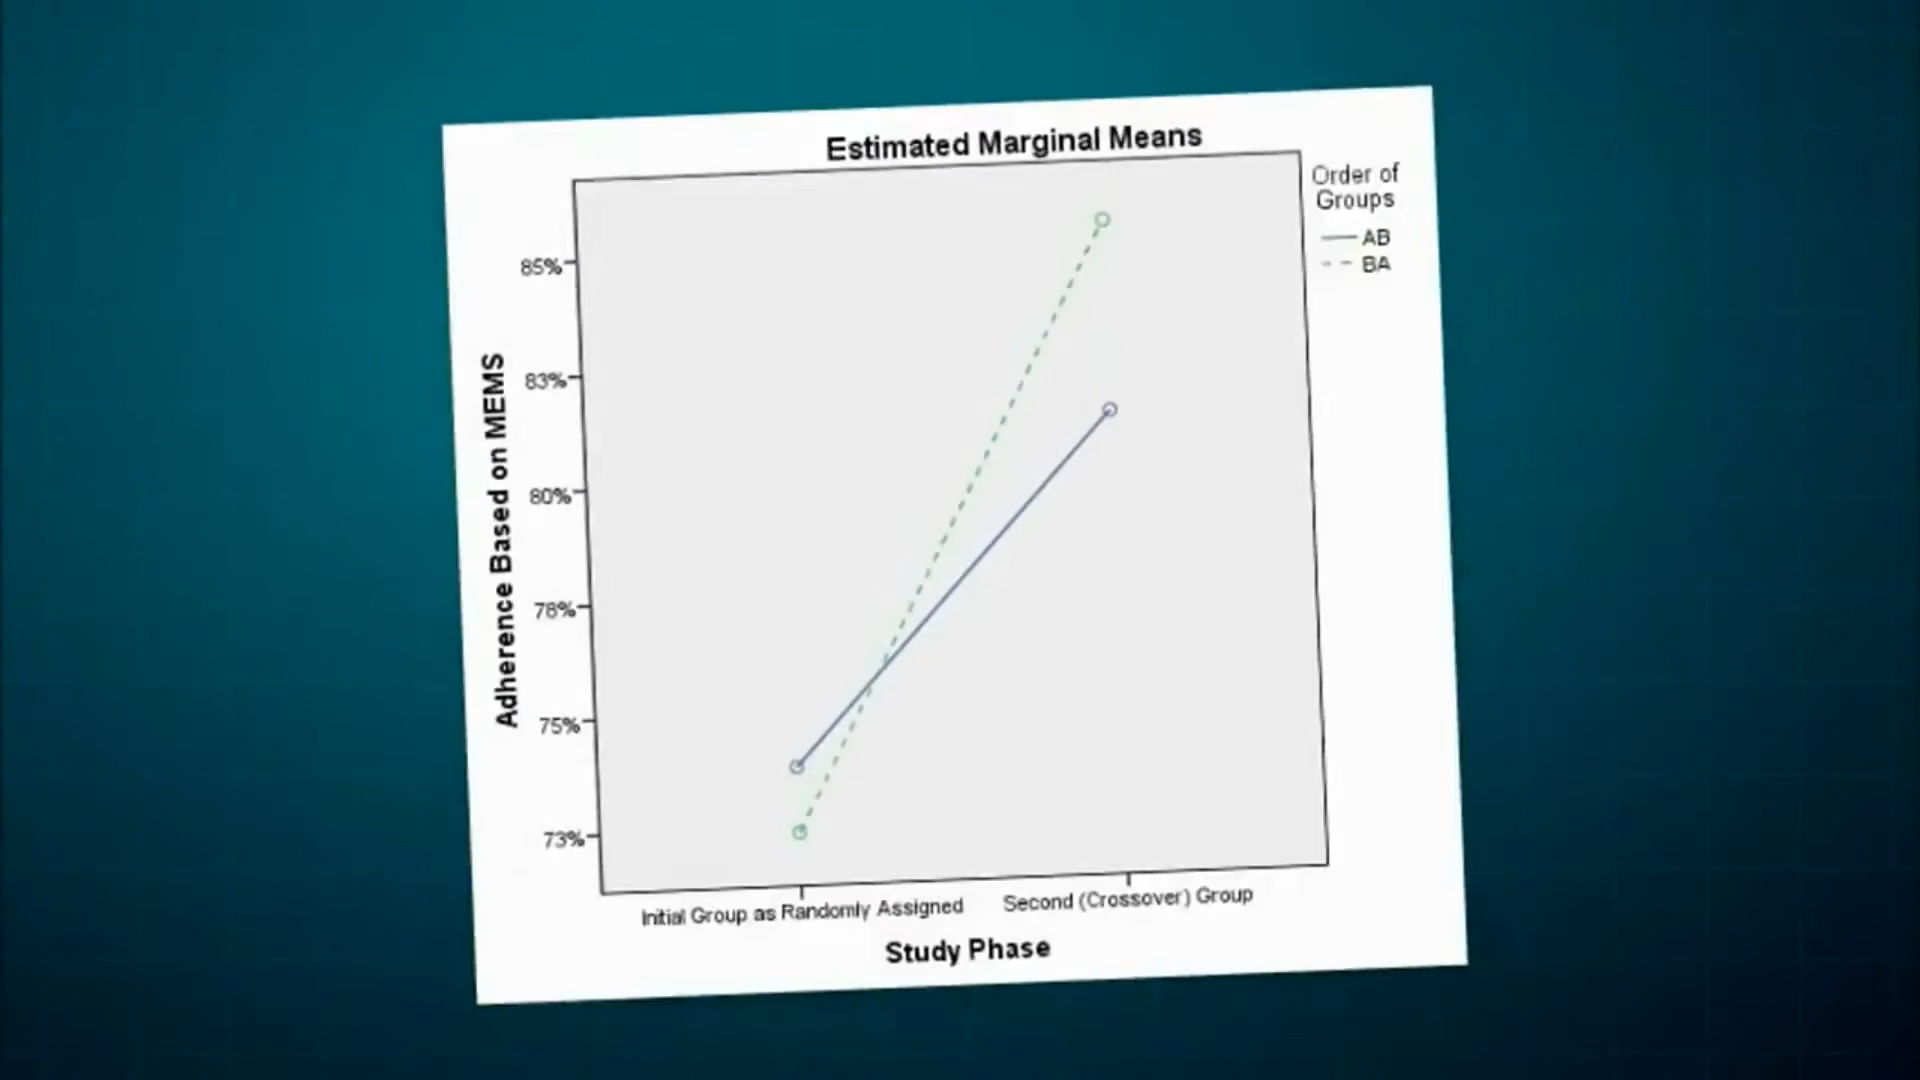 Estimated Marginal Means
Order of
Groups
AB
BA
85%
83%
80%
78%
75%
73%
Adherence Based on MEMS
Initial Group as Randomly Assigned
Second (Crossover) Group
Study Phase